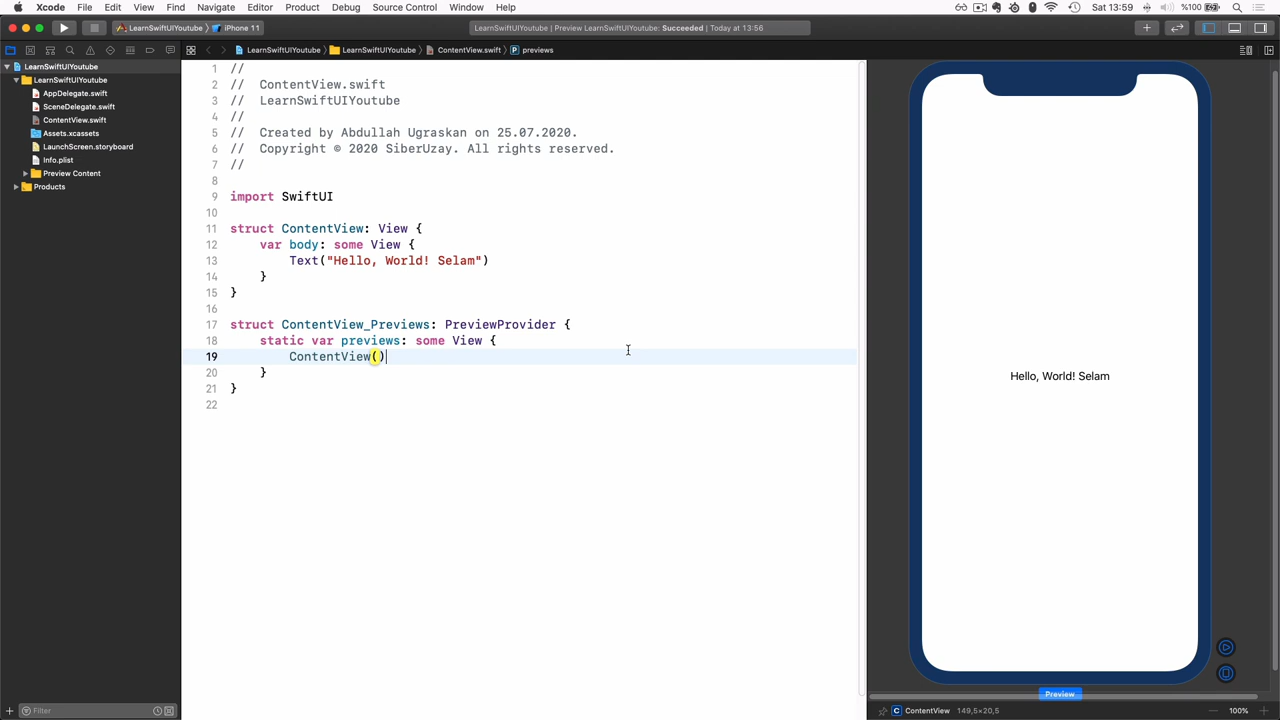 Xcode File Edit View Find Navigate Editor Product Debug Source Control Window Help Sat 13:59 %100
LearnSwiftUIYoutube iPhone 11 LearnSwiftUIYoutube | Preview LearnSwiftUIYoutube: Succeeded | Today at 13:56
LearnSwiftUIYoutube LearnSwiftUIYoutube ContentView.swift P previews
LearnSwiftUIYoutube
LearnSwiftUIYoutube
AppDelegate.swift
SceneDelegate.swift
ContentView.swift
Assets.xcassets
LaunchScreen.storyboard
Info.plist
Preview Content
Products
Filter
1 //
2 // ContentView.swift
3 // LearnSwiftUIYoutube
4 //
5 // Created by Abdullah Ugraskan on 25.07.2020.
6 // Copyright © 2020 SiberUzay. All rights reserved.
7 //
8
9 import SwiftUI
10
11 struct ContentView: View {
12 var body: some View {
13 Text("Hello, World! Selam")
14 }
15 }
16
17 struct ContentView_Previews: PreviewProvider {
18 static var previews: some View {
19 ContentView()
20 }
21 }
22
Hello, World! Selam
Preview
C ContentView 149,5×20,5 100%